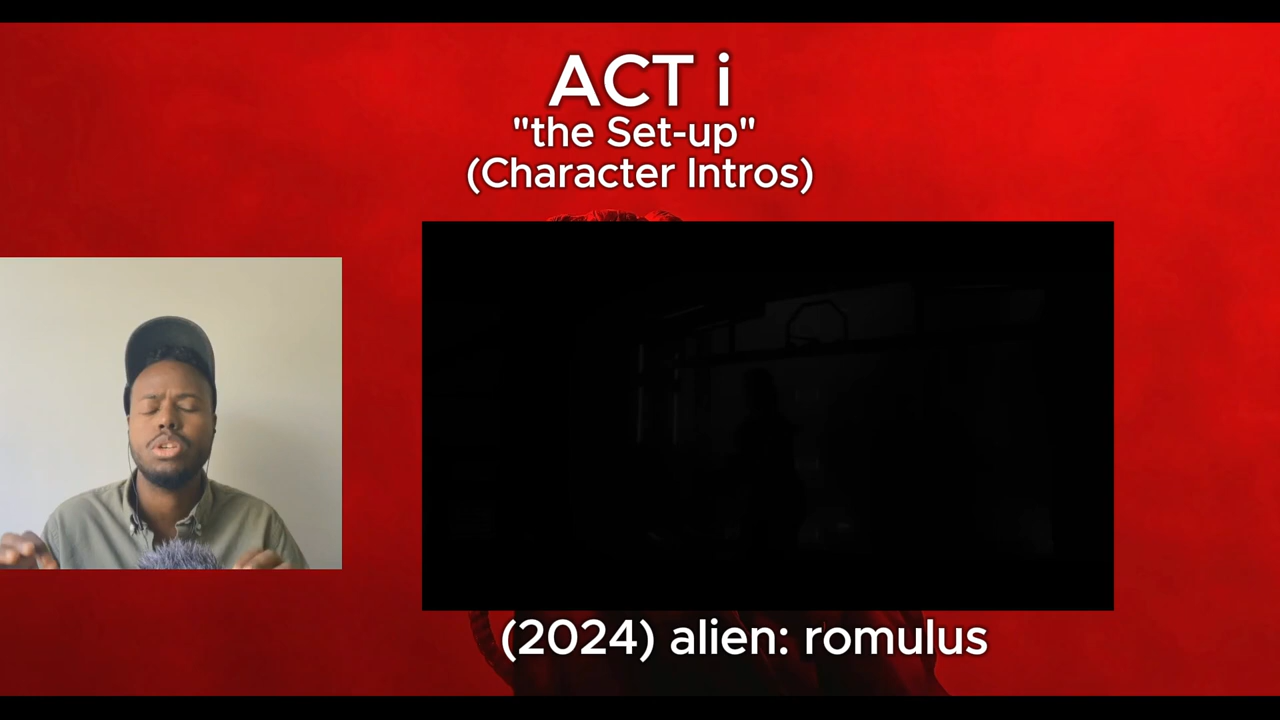 ACT i
"the Set-up"
(Character Intros)
(2024) alien: romulus